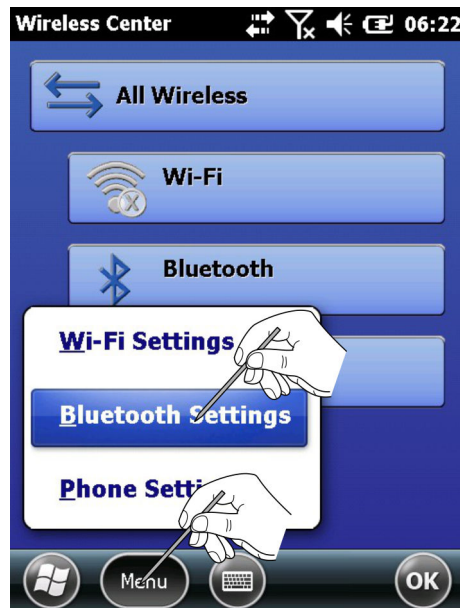 Wireless Center 06:22
All Wireless
Wi-Fi
Bluetooth
Wi-Fi Settings
Bluetooth Settings
Phone Setti
Menu
OK